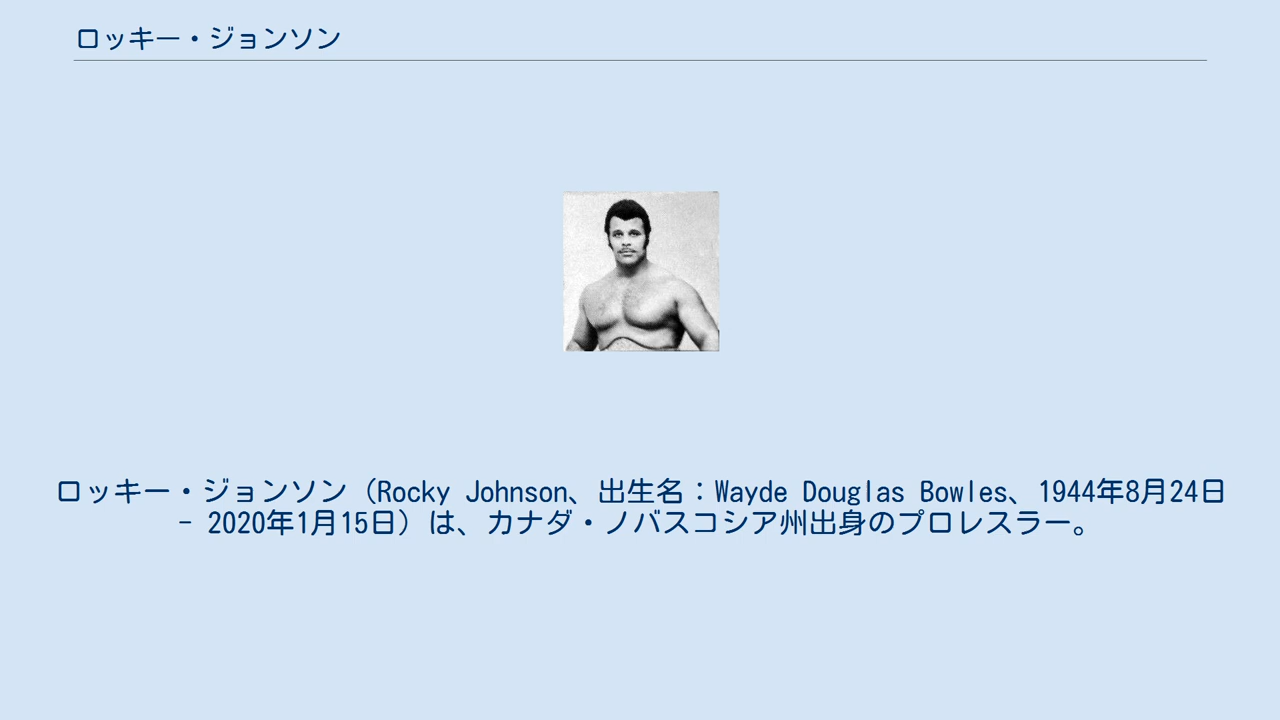 ロッキー・ジョンソン
ロッキー・ジョンソン（Rocky Johnson、出生名：Wayde Douglas Bowles、1944年8月24日
- 2020年1月15日）は、カナダ・ノバスコシア州出身のプロレスラー。